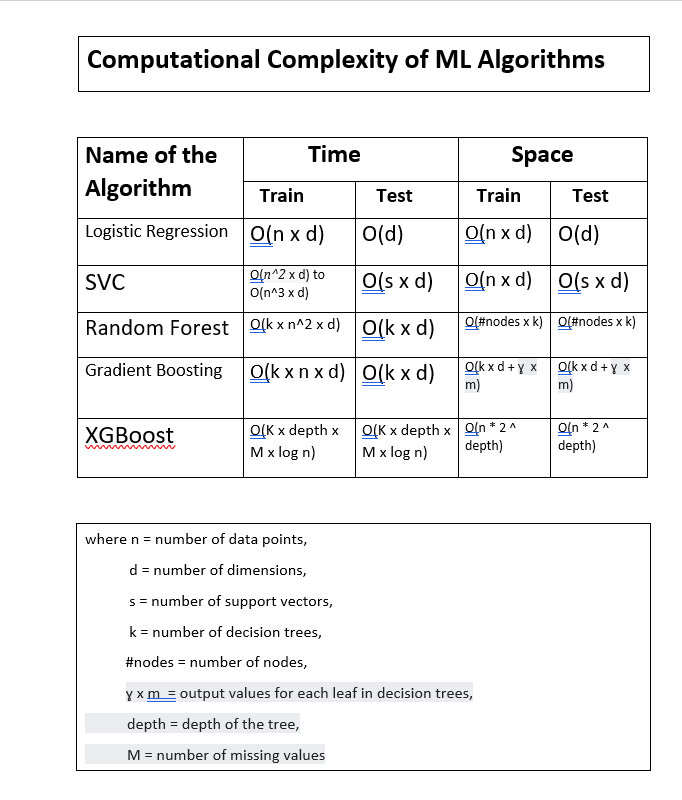 Computational Complexity of ML Algorithms
Name of the Algorithm Time Space
Train Test Train Test
Logistic Regression O(n x d) O(d) O(n x d) O(d)
SVC O(n^2 x d) to O(n^3 x d) O(s x d) O(n x d) O(s x d)
Random Forest O(k x n^2 x d) O(k x d) O(#nodes x k) O(#nodes x k)
Gradient Boosting O(k x n x d) O(k x d) O(k x d + γ x m) O(k x d + γ x m)
XGBoost O(K x depth x M x log n) O(K x depth x M x log n) O(n * 2 ^ depth) O(n * 2 ^ depth)
where n = number of data points,
d = number of dimensions,
s = number of support vectors,
k = number of decision trees,
#nodes = number of nodes,
γ x m = output values for each leaf in decision trees,
depth = depth of the tree,
M = number of missing values